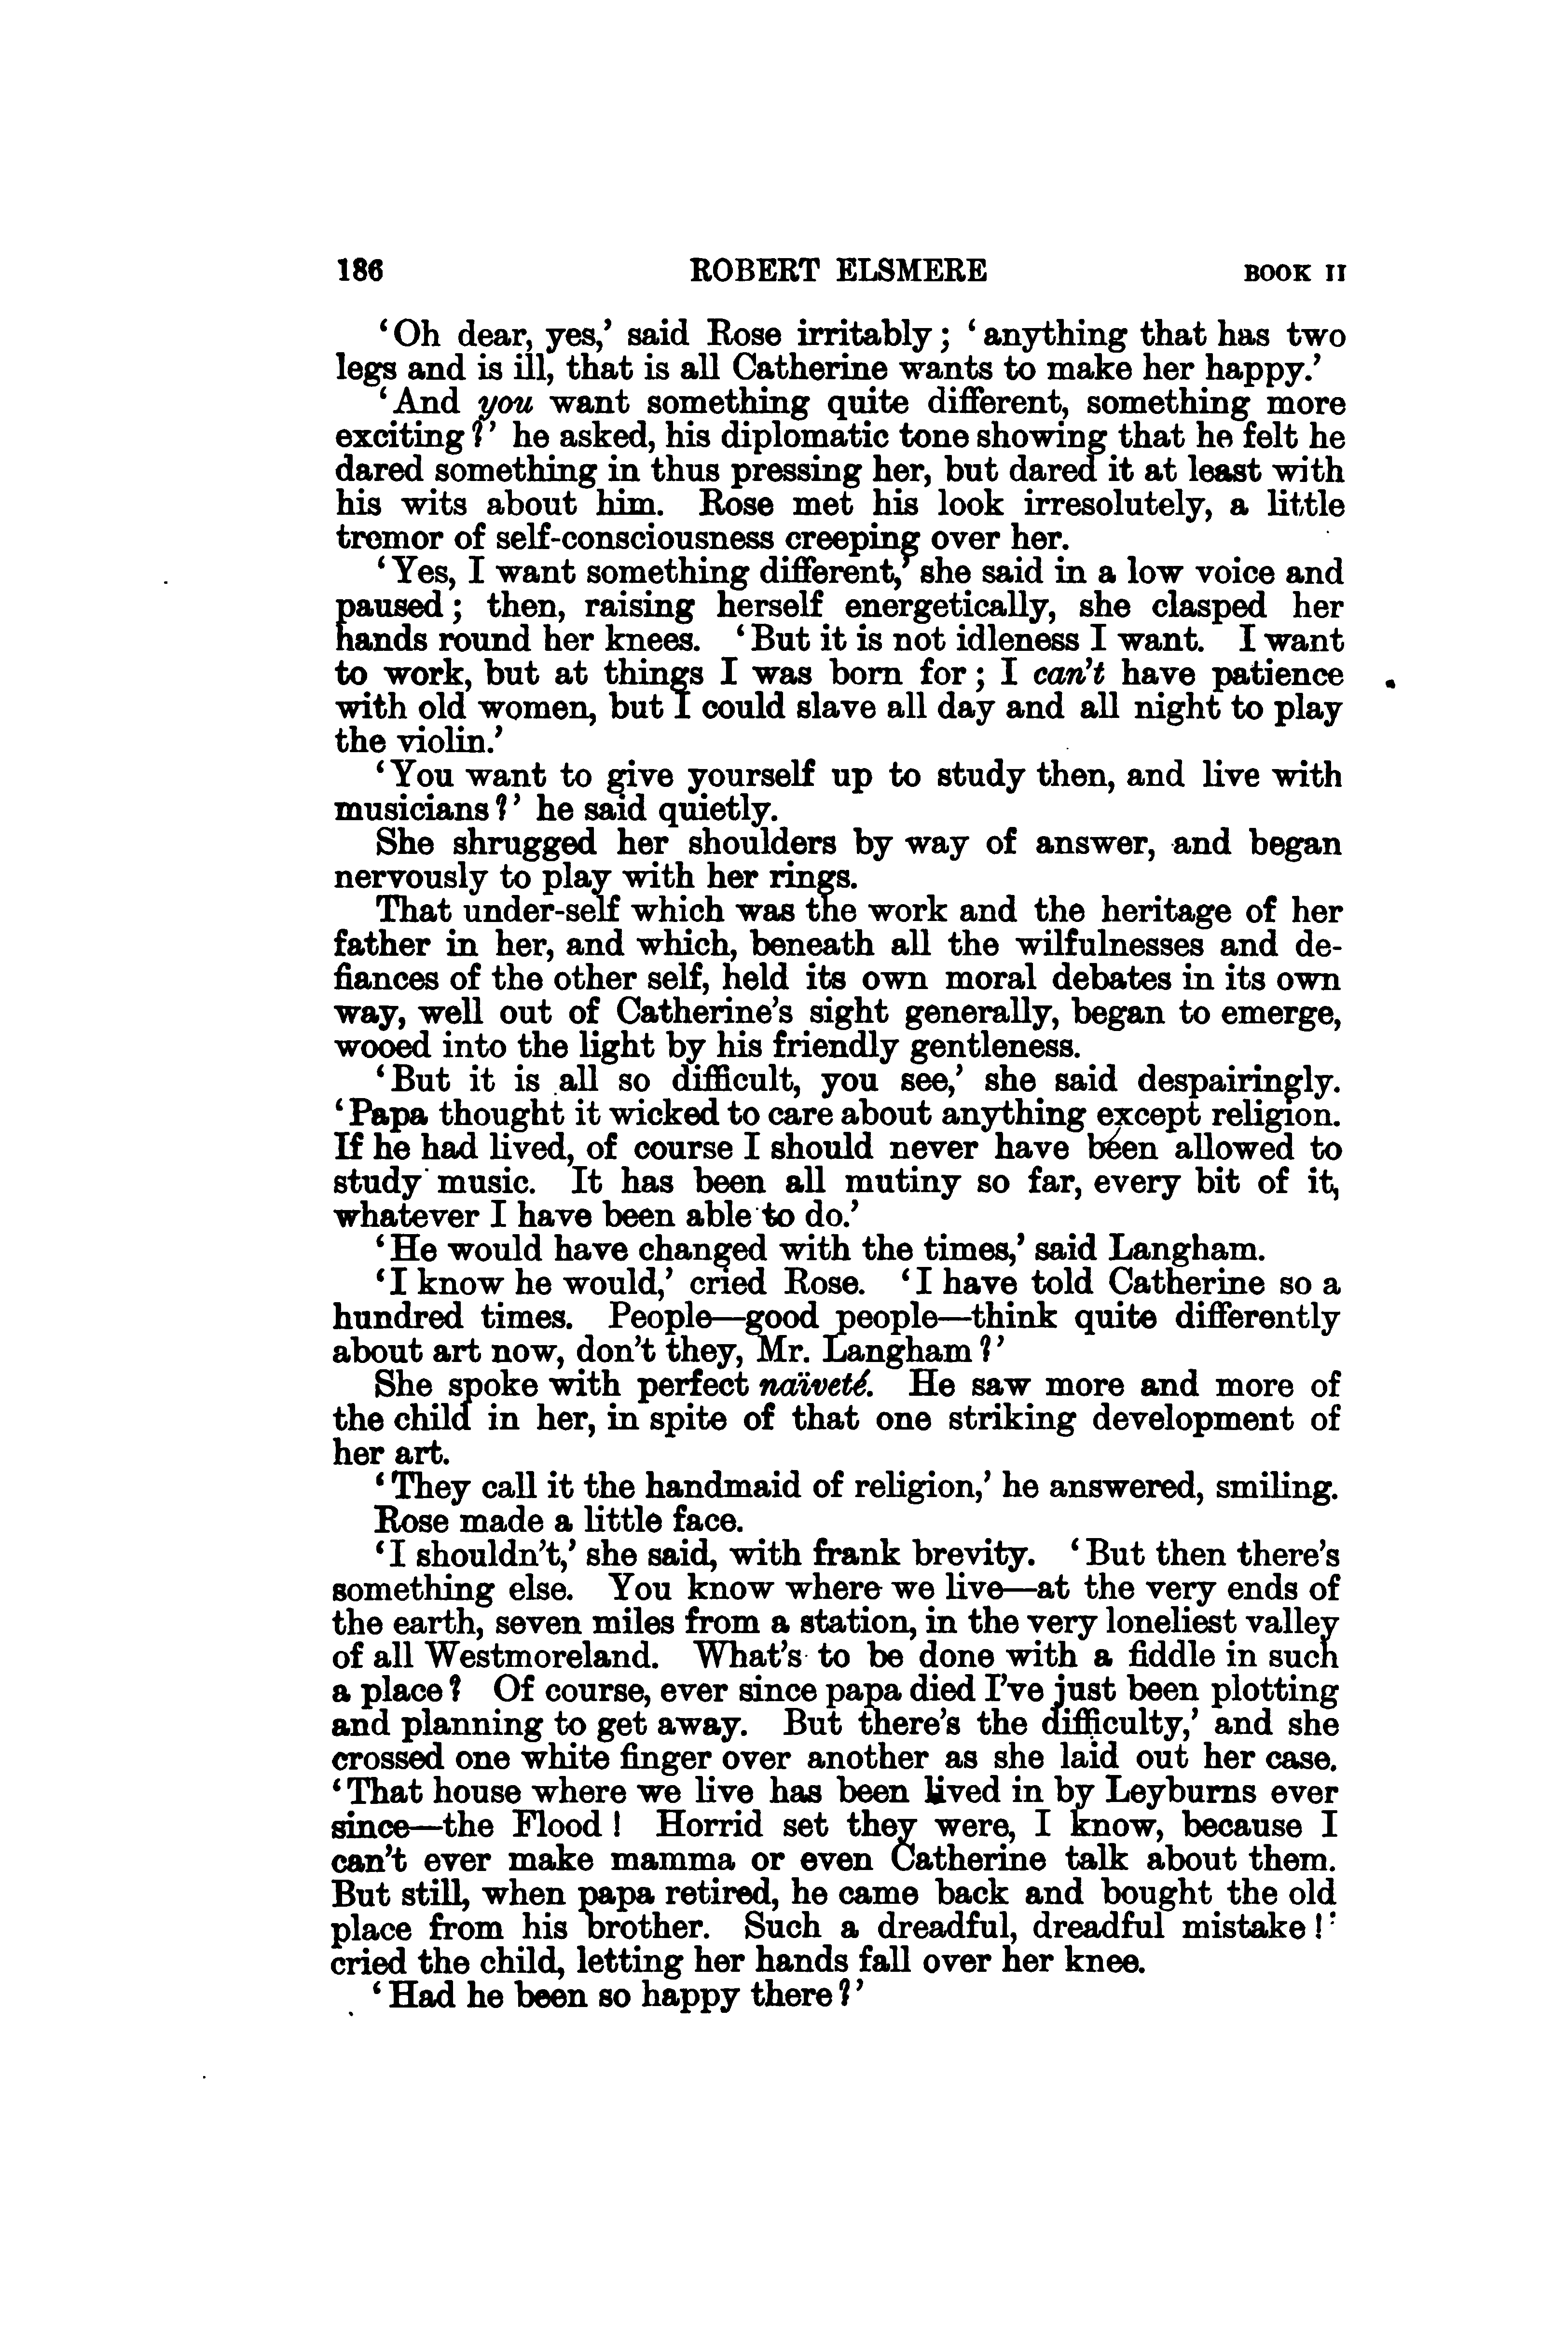 186 ROBERT ELSMERE BOOK II
‘Oh dear, yes,’ said Rose irritably; ‘anything that has two
legs and is ill, that is all Catherine wants to make her happy.’
‘And you want something quite different, something more
exciting?’ he asked, his diplomatic tone showing that he felt he
dared something in thus pressing her, but dared it at least with
his wits about him. Rose met his look irresolutely, a little
tremor of self-consciousness creeping over her.
‘Yes, I want something different,’ she said in a low voice and
paused; then, raising herself energetically, she clasped her
hands round her knees. ‘But it is not idleness I want. I want
to work, but at things I was born for; I can’t have patience
with old women, but I could slave all day and all night to play
the violin.’
‘You want to give yourself up to study then, and live with
musicians?’ he said quietly.
She shrugged her shoulders by way of answer, and began
nervously to play with her rings.
That under-self which was the work and the heritage of her
father in her, and which, beneath all the wilfulnesses and de-
fiances of the other self, held its own moral debates in its own
way, well out of Catherine’s sight generally, began to emerge,
wooed into the light by his friendly gentleness.
‘But it is all so difficult, you see,’ she said despairingly.
‘Papa thought it wicked to care about anything except religion.
If he had lived, of course I should never have been allowed to
study music. It has been all mutiny so far, every bit of it,
whatever I have been able to do.’
‘He would have changed with the times,’ said Langham.
‘I know he would,’ cried Rose. ‘I have told Catherine so a
hundred times. People—good people—think quite differently
about art now, don’t they, Mr. Langham?’
She spoke with perfect naïveté. He saw more and more of
the child in her, in spite of that one striking development of
her art.
‘They call it the handmaid of religion,’ he answered, smiling.
Rose made a little face.
‘I shouldn’t,’ she said, with frank brevity. ‘But then there’s
something else. You know where we live—at the very ends of
the earth, seven miles from a station, in the very loneliest valley
of all Westmoreland. What’s to be done with a fiddle in such
a place? Of course, ever since papa died I’ve just been plotting
and planning to get away. But there’s the difficulty,’ and she
crossed one white finger over another as she laid out her case.
‘That house where we live has been lived in by Leyburns ever
since—the Flood! Horrid set they were, I know, because I
can’t ever make mamma or even Catherine talk about them.
But still, when papa retired, he came back and bought the old
place from his brother. Such a dreadful, dreadful mistake!’
cried the child, letting her hands fall over her knee.
‘Had he been so happy there?’